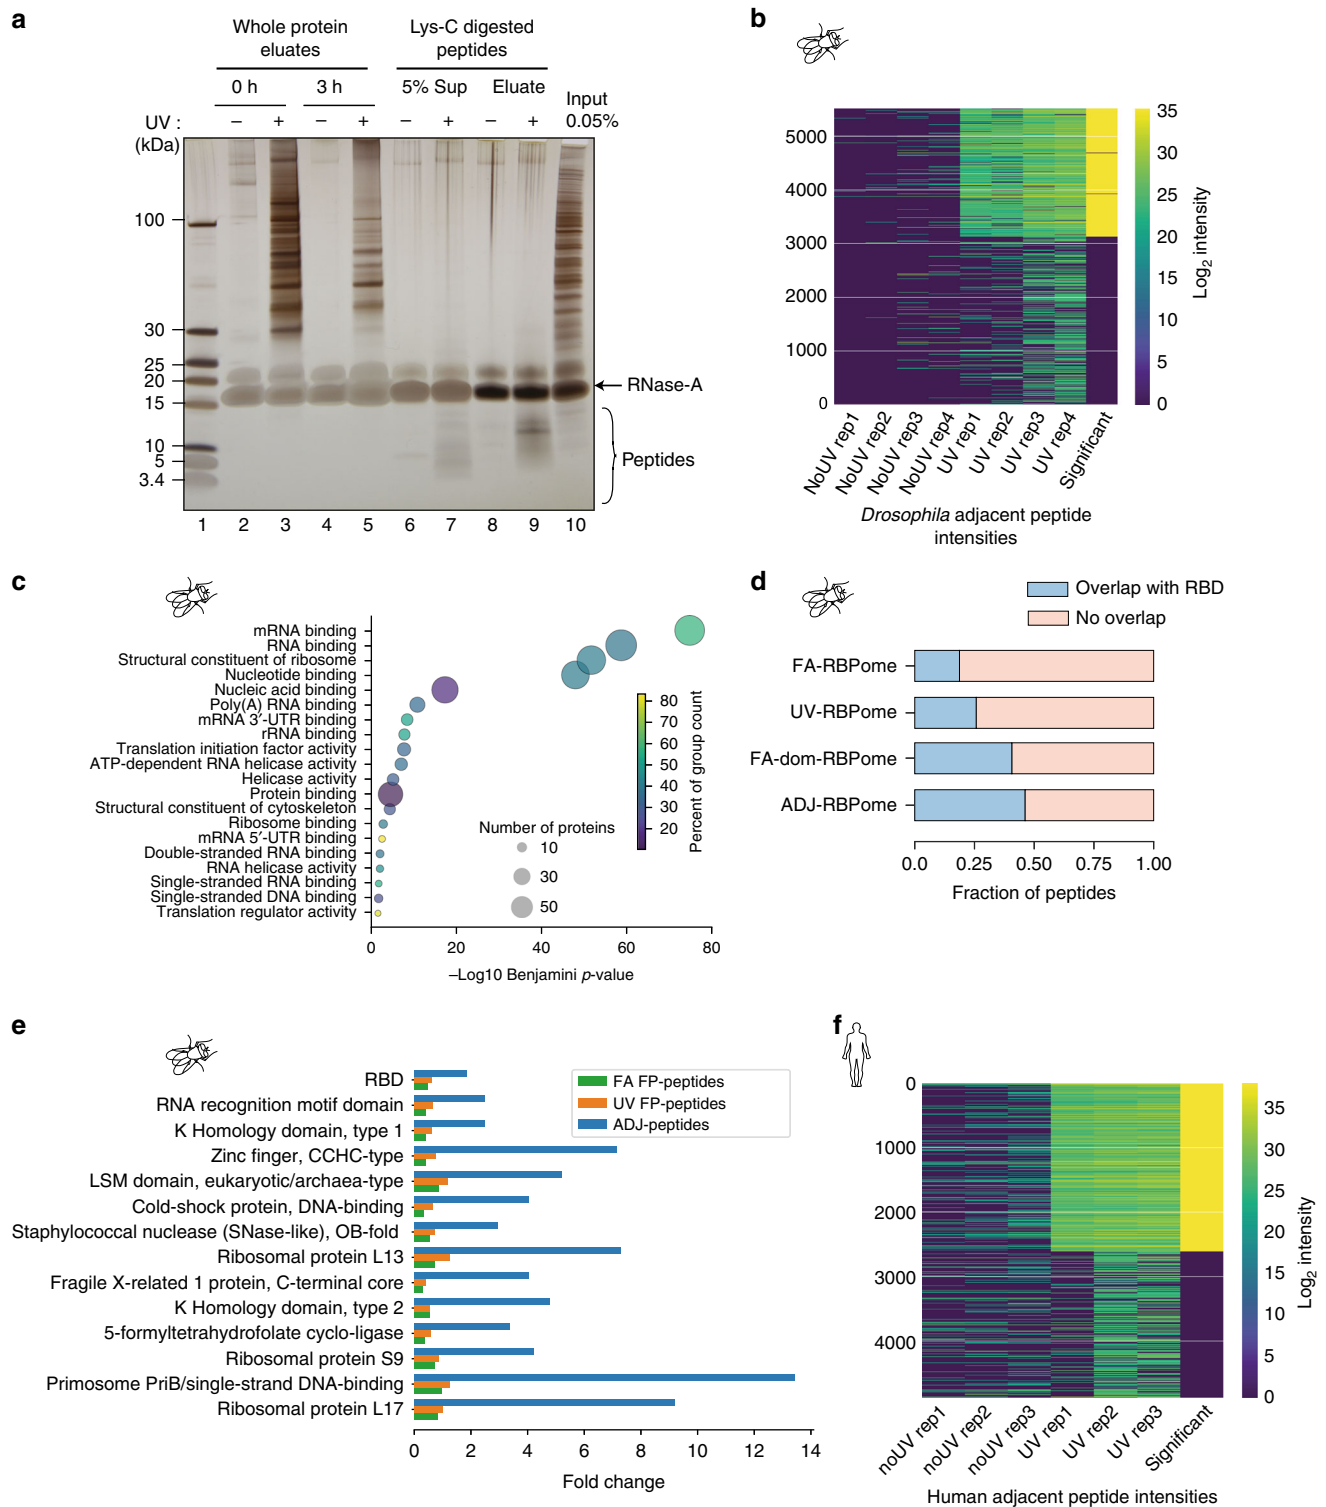 a
Whole protein
eluates
Lys-C digested
peptides
0 h
3 h
5% Sup
Eluate
Input
0.05%
UV :
– + – + – + – +
(kDa)
100
30
25
20
15
10
5
3.4
RNase-A
Peptides
1 2 3 4 5 6 7 8 9 10
b
5000
4000
3000
2000
1000
0
35
30
25
20
15
10
5
0
Log2 intensity
NoUV rep1
NoUV rep2
NoUV rep3
NoUV rep4
UV rep1
UV rep2
UV rep3
UV rep4
Significant
Drosophila adjacent peptide
intensities
c
mRNA binding
RNA binding
Structural constituent of ribosome
Nucleotide binding
Nucleic acid binding
Poly(A) RNA binding
mRNA 3′-UTR binding
rRNA binding
Translation initiation factor activity
ATP-dependent RNA helicase activity
Helicase activity
Protein binding
Structural constituent of cytoskeleton
Ribosome binding
mRNA 5′-UTR binding
Double-stranded RNA binding
RNA helicase activity
Single-stranded RNA binding
Single-stranded DNA binding
Translation regulator activity
Number of proteins
10
30
50
80
70
60
50
40
30
20
Percent of group count
0 20 40 60 80
–Log10 Benjamini p-value
d
Overlap with RBD
No overlap
FA-RBPome
UV-RBPome
FA-dom-RBPome
ADJ-RBPome
0.0 0.25 0.50 0.75 1.00
Fraction of peptides
e
RBD
RNA recognition motif domain
K Homology domain, type 1
Zinc finger, CCHC-type
LSM domain, eukaryotic/archaea-type
Cold-shock protein, DNA-binding
Staphylococcal nuclease (SNase-like), OB-fold
Ribosomal protein L13
Fragile X-related 1 protein, C-terminal core
K Homology domain, type 2
5-formyltetrahydrofolate cyclo-ligase
Ribosomal protein S9
Primosome PriB/single-strand DNA-binding
Ribosomal protein L17
FA FP-peptides
UV FP-peptides
ADJ-peptides
0 2 4 6 8 10 12 14
Fold change
f
0
1000
2000
3000
4000
35
30
25
20
15
10
5
0
Log2 intensity
noUV rep1
noUV rep2
noUV rep3
UV rep1
UV rep2
UV rep3
Significant
Human adjacent peptide intensities